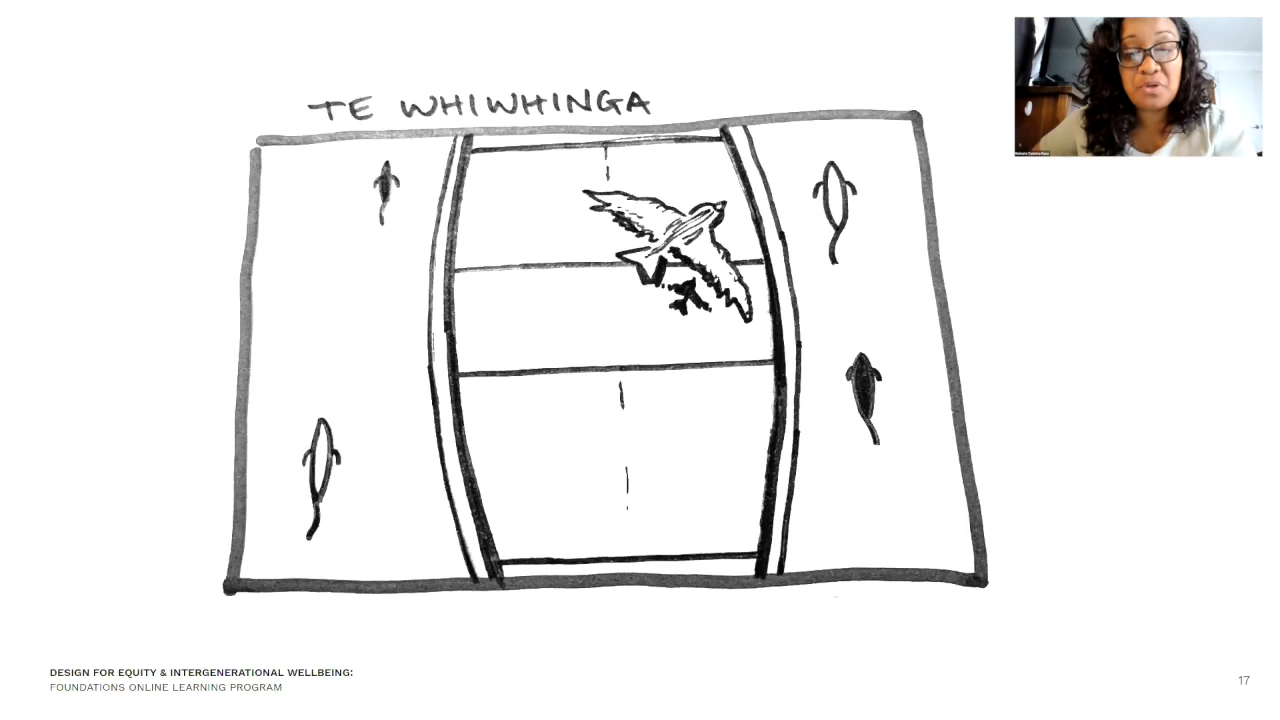 TE WHIWHINGA
DESIGN FOR EQUITY & INTERGENERATIONAL WELLBEING:
FOUNDATIONS ONLINE LEARNING PROGRAM
17